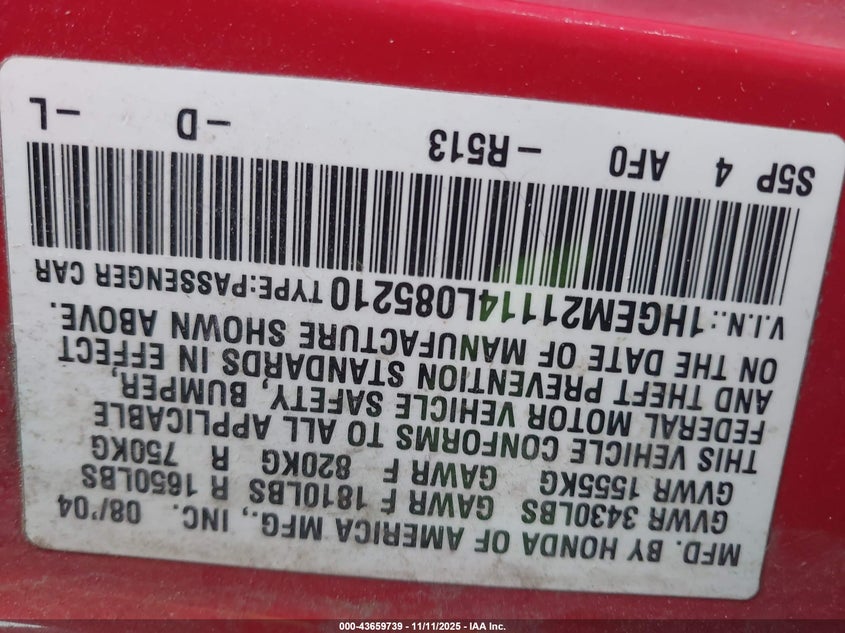 MFD. BY HONDA OF AMERICA MFG., INC. 08/'04
GVWR 3430LBS GAWR F 1810LBS R 1650LBS
GVWR 1555KG GAWR F 820KG R 750KG
THIS VEHICLE CONFORMS TO ALL APPLICABLE
FEDERAL MOTOR VEHICLE SAFETY, BUMPER,
AND THEFT PREVENTION STANDARDS IN EFFECT
ON THE DATE OF MANUFACTURE SHOWN ABOVE.
V.I.N.: 1HGEM21114L085210 TYPE:PASSENGER CAR
S5P 4 AF0 -R513 -D -L
000-43659739 - 11/11/2025 - IAA Inc.